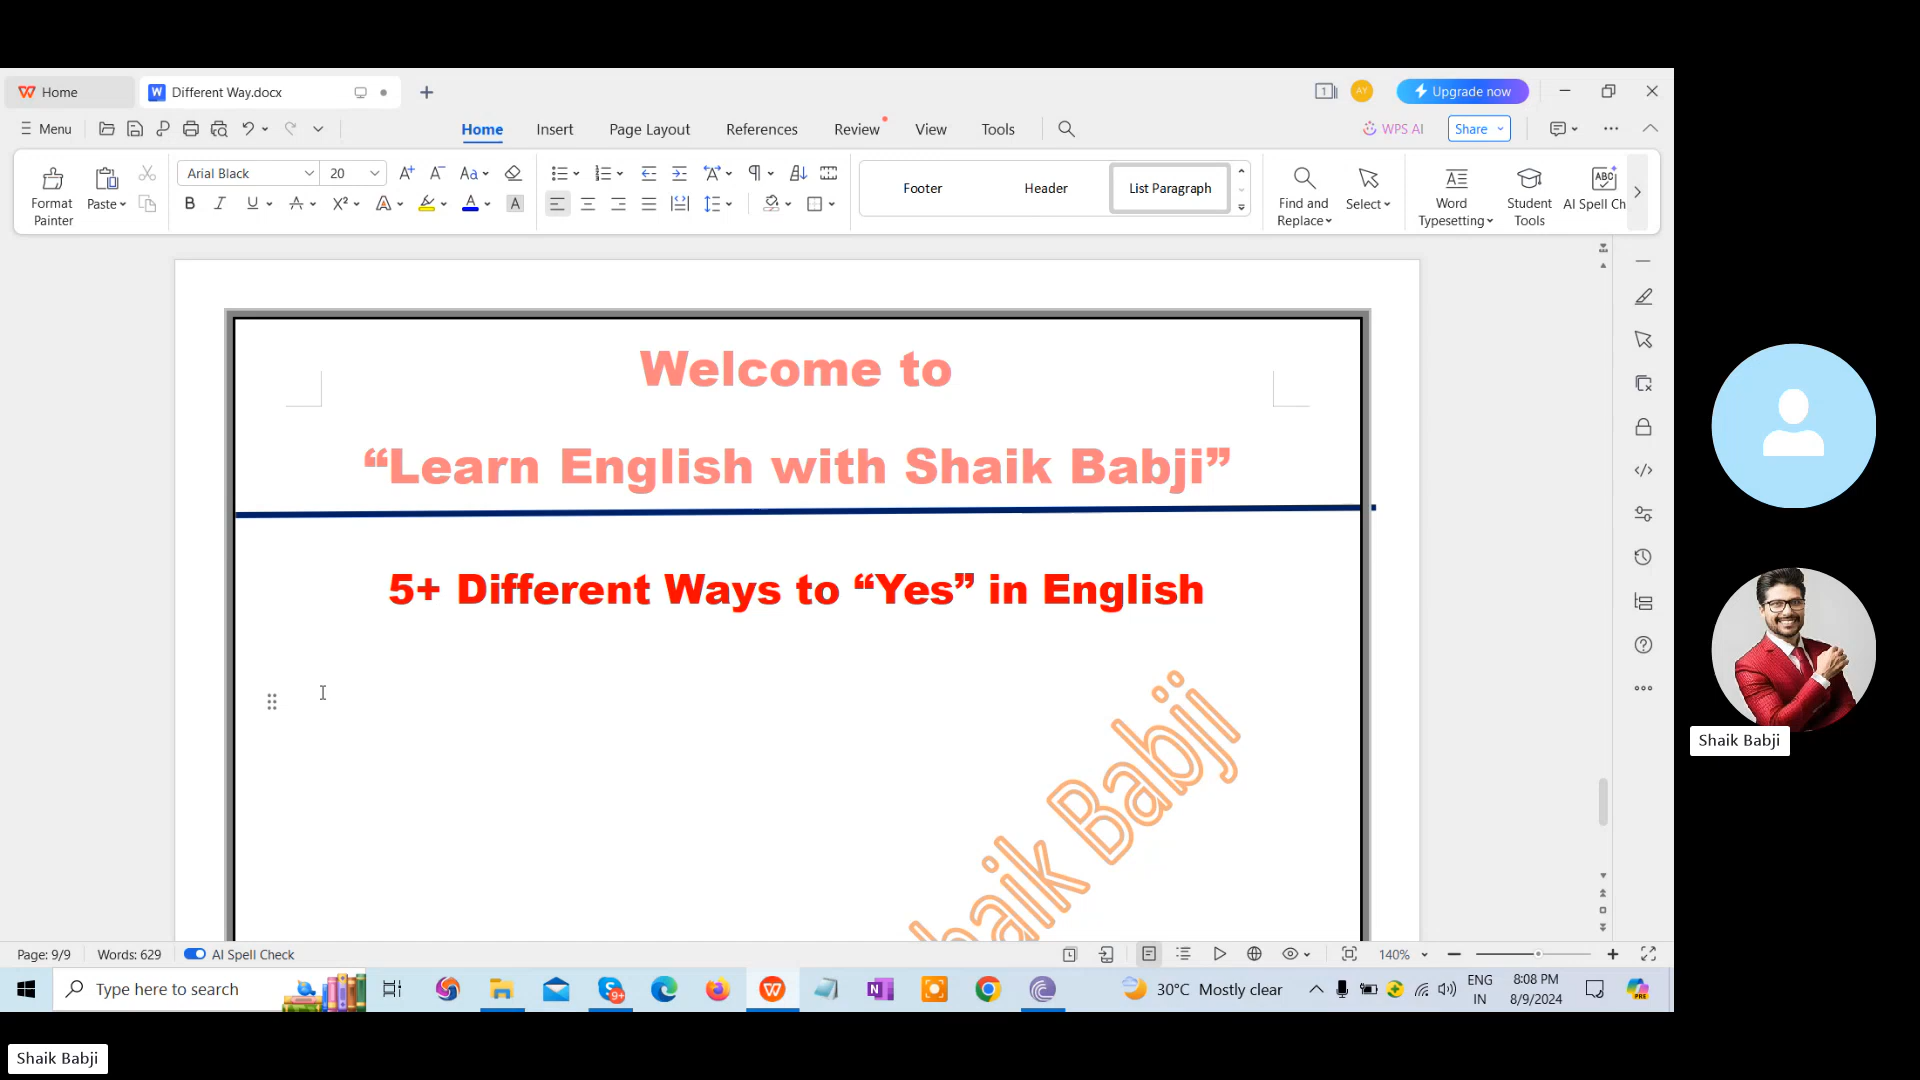 Home
Different Way.docx
Upgrade now
Menu
Home
Insert
Page Layout
References
Review
View
Tools
WPS AI
Share
Format Painter
Paste
Arial Black
20
Footer
Header
List Paragraph
Find and Replace
Select
Word Typesetting
Student Tools
AI Spell Ch
Welcome to
“Learn English with Shaik Babji”
5+ Different Ways to “Yes” in English
haik Babji
Shaik Babji
Page: 9/9
Words: 629
AI Spell Check
140%
Type here to search
30°C Mostly clear
ENG
IN
8:08 PM
8/9/2024
Shaik Babji